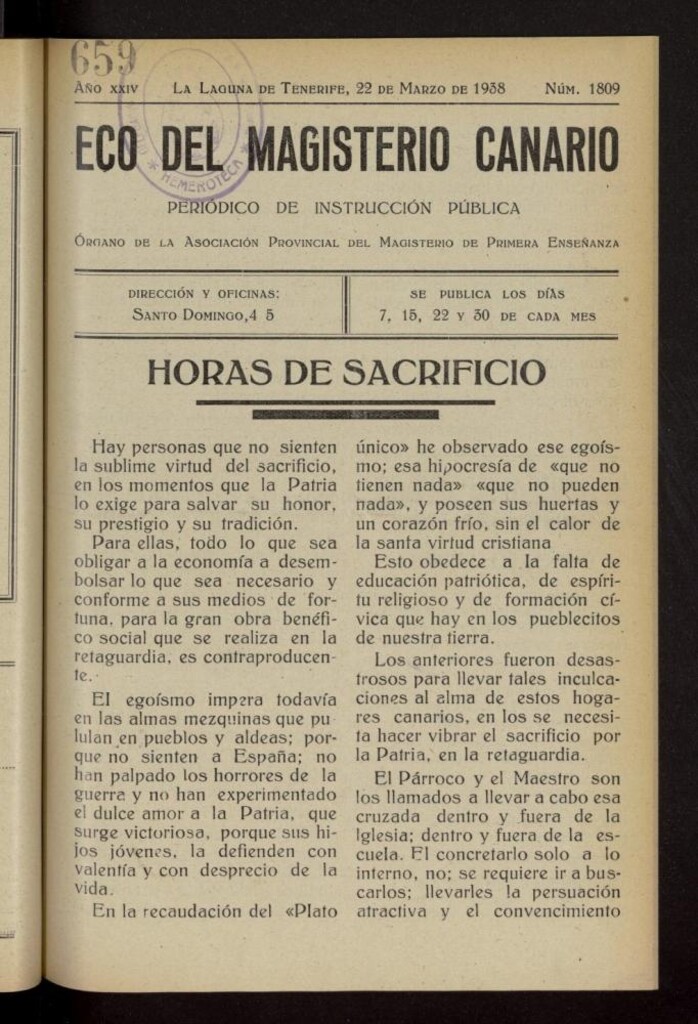 659
AÑO XXIV LA LAGUNA DE TENERIFE, 22 DE MARZO DE 1938 NÚM. 1809
HEMEROTECA
ECO DEL MAGISTERIO CANARIO
PERIÓDICO DE INSTRUCCIÓN PÚBLICA
ÓRGANO DE LA ASOCIACIÓN PROVINCIAL DEL MAGISTERIO DE PRIMERA ENSEÑANZA
DIRECCIÓN Y OFICINAS:
SANTO DOMINGO,4 5
SE PUBLICA LOS DÍAS
7, 15, 22 Y 30 DE CADA MES
HORAS DE SACRIFICIO
Hay personas que no sienten
la sublime virtud del sacrificio,
en los momentos que la Patria
lo exige para salvar su honor,
su prestigio y su tradición.
Para ellas, todo lo que sea
obligar a la economía a desem-
bolsar lo que sea necesario y
conforme a sus medios de for-
tuna, para la gran obra benéfi-
co social que se realiza en la
retaguardia, es contraproducen-
te.
El egoísmo impera todavía
en las almas mezquinas que pu-
lulan en pueblos y aldeas; por-
que no sienten a España; no
han palpado los horrores de la
guerra y no han experimentado
el dulce amor a la Patria, que
surge victoriosa, porque sus hi-
jos jóvenes, la defienden con
valentía y con desprecio de la
vida.
En la recaudación del «Plato
único» he observado ese egoís-
mo; esa hipocresía de «que no
tienen nada» «que no pueden
nada», y poseen sus huertas y
un corazón frío, sin el calor de
la santa virtud cristiana
Esto obedece a la falta de
educación patriótica, de espíri-
tu religioso y de formación cí-
vica que hay en los pueblecitos
de nuestra tierra.
Los anteriores fueron desas-
trosos para llevar tales inculca-
ciones al alma de estos hoga-
res canarios, en los se necesi-
ta hacer vibrar el sacrificio por
la Patria, en la retaguardia.
El Párroco y el Maestro son
los llamados a llevar a cabo esa
cruzada dentro y fuera de la
Iglesia; dentro y fuera de la es-
cuela. El concretarlo solo a lo
interno, no; se requiere ir a bus-
carlos; llevarles la persuación
atractiva y el convencimiento